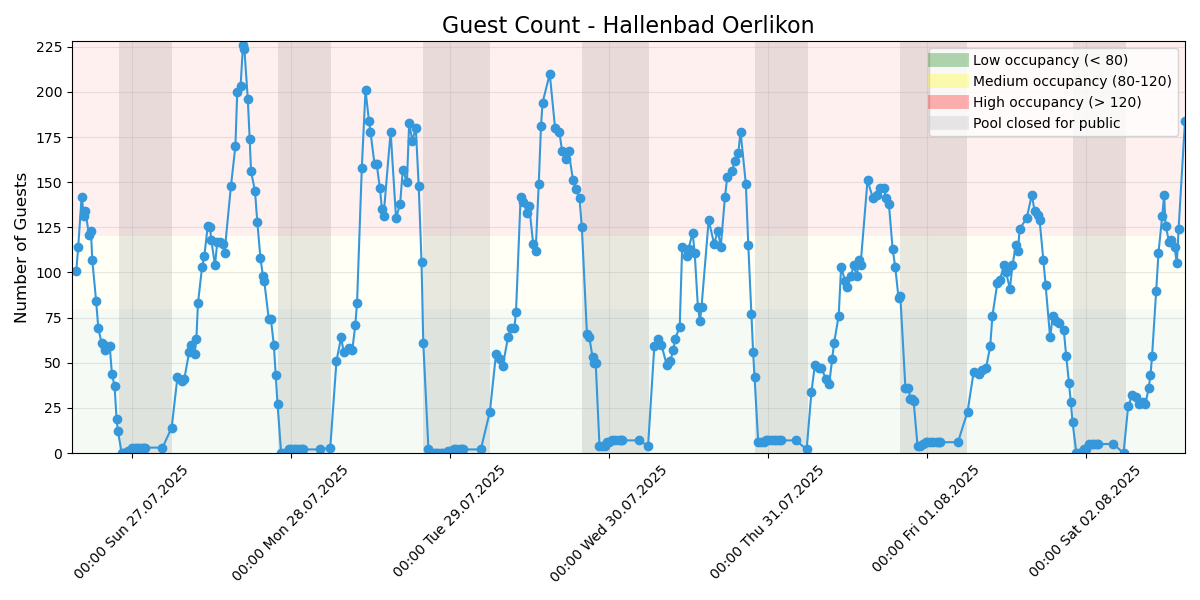 Guest Count - Hallenbad Oerlikon
Number of Guests
225
200
175
150
125
100
75
50
25
0
Low occupancy (< 80)
Medium occupancy (80-120)
High occupancy (> 120)
Pool closed for public
00:00 Sun 27.07.2025
00:00 Mon 28.07.2025
00:00 Tue 29.07.2025
00:00 Wed 30.07.2025
00:00 Thu 31.07.2025
00:00 Fri 01.08.2025
00:00 Sat 02.08.2025